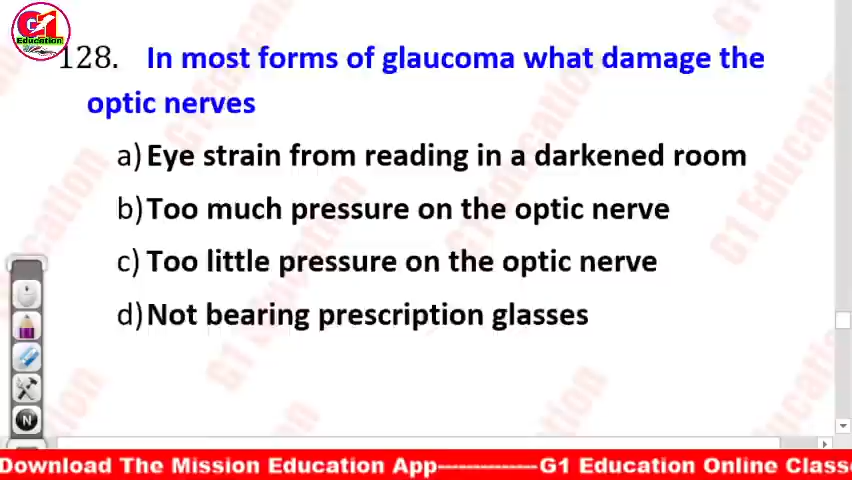 G1
Education
128. In most forms of glaucoma what damage the
optic nerves
a) Eye strain from reading in a darkened room
b) Too much pressure on the optic nerve
c) Too little pressure on the optic nerve
d) Not bearing prescription glasses
N
Download The Mission Education App--------------G1 Education Online Classe